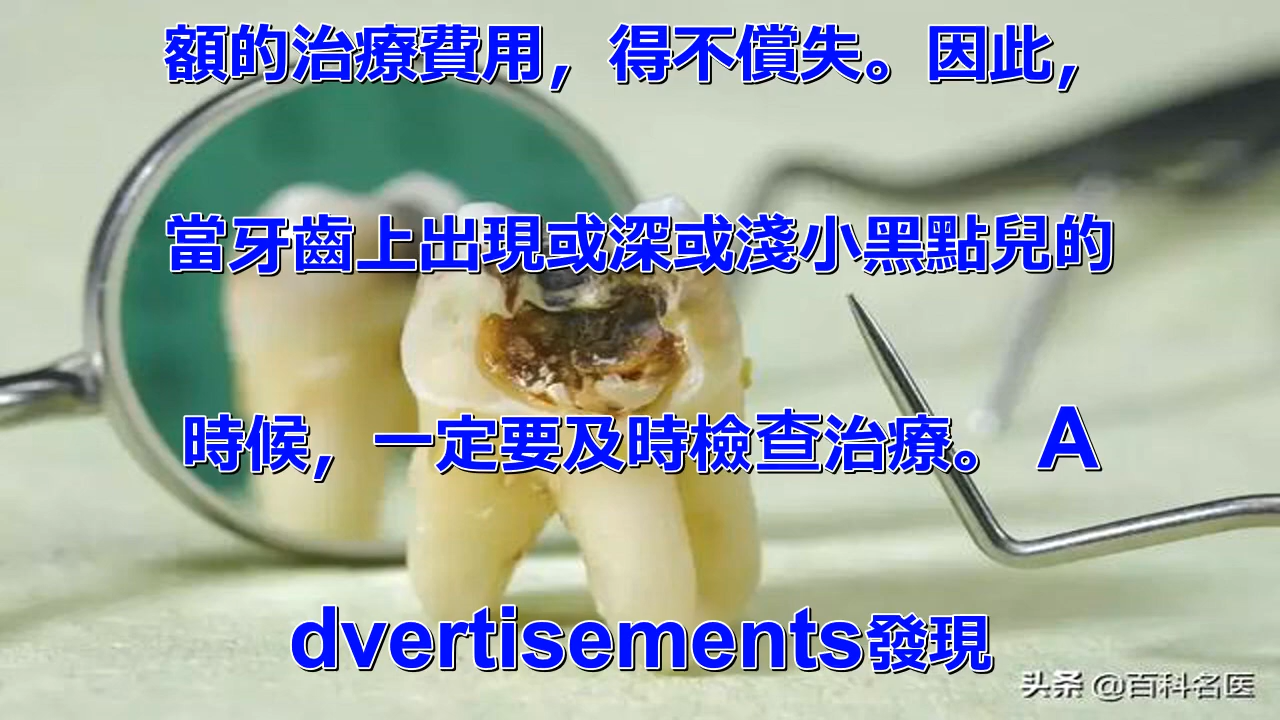 額的治療費用，得不償失。因此，
當牙齒上出現或深或淺小黑點兒的
時候，一定要及時檢查治療。 A
dvertisements發現
头条 @百科名医